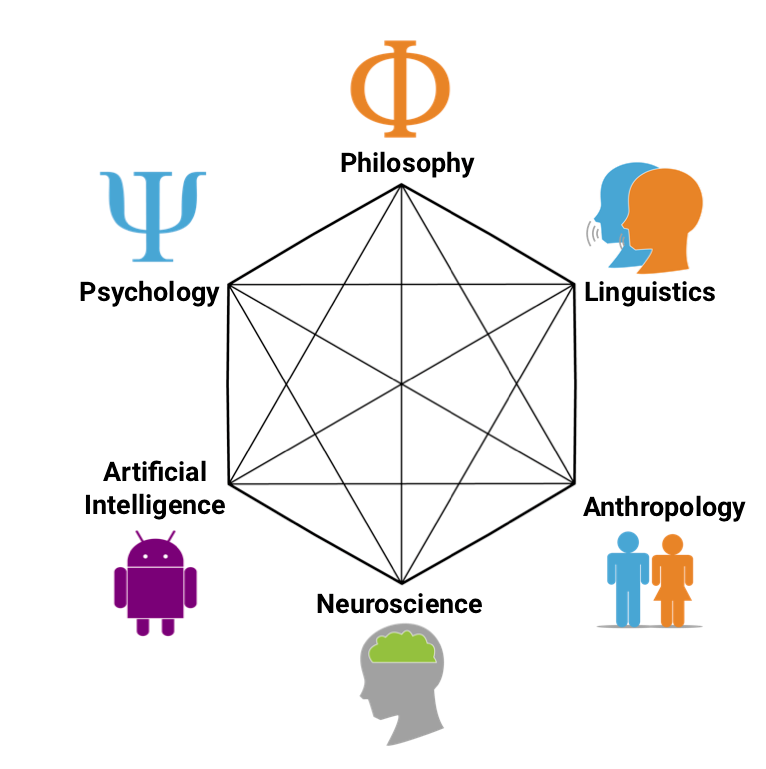 Φ
Philosophy
Ψ
Psychology
Linguistics
Artificial
Intelligence
Anthropology
Neuroscience